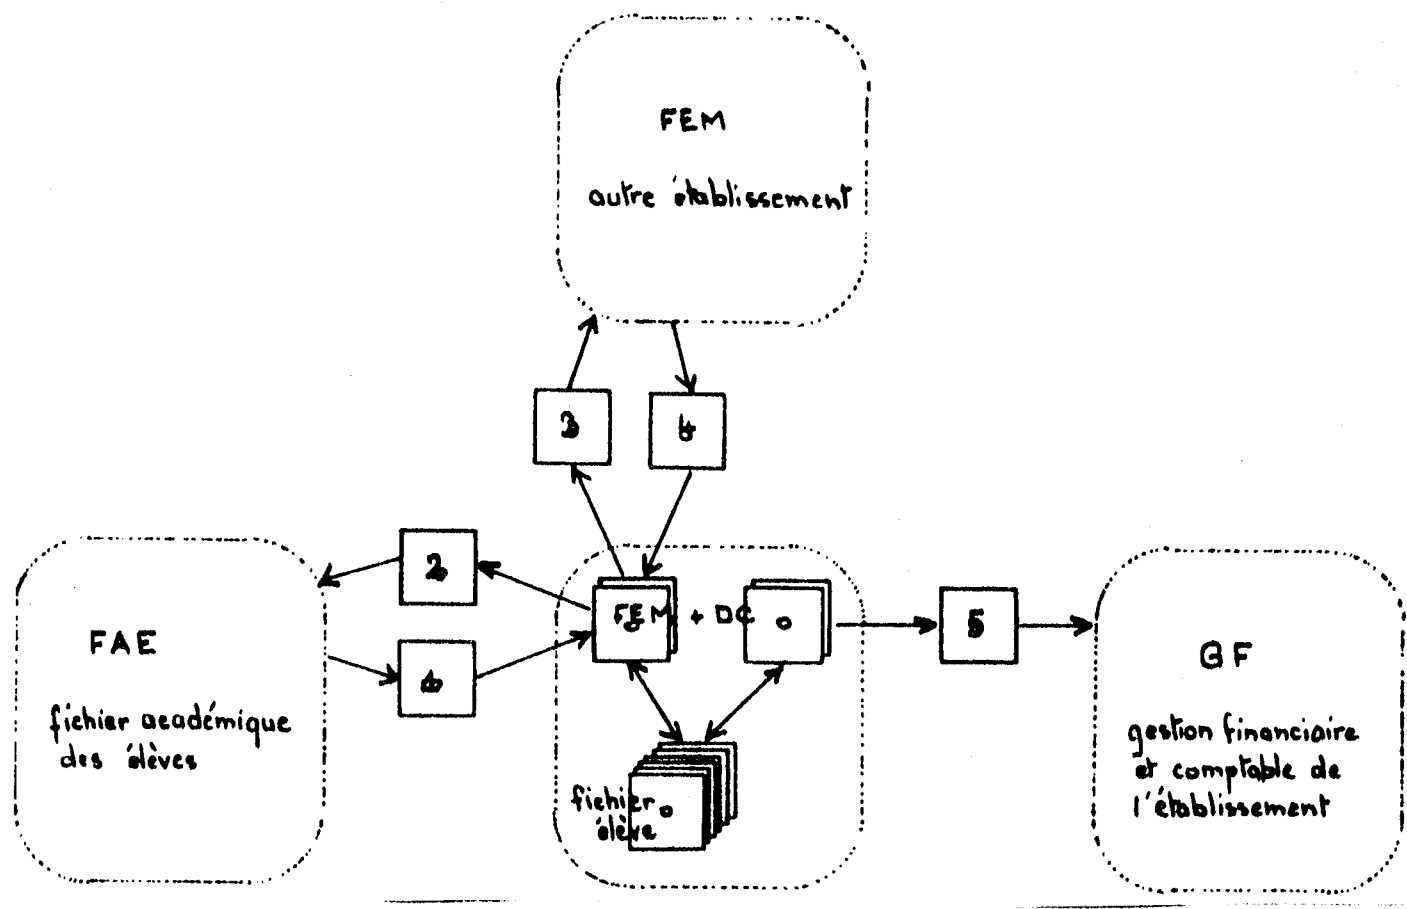 FEM
autre établissement
3
4
2
5
FEM + DC
o
FAE
1
GF
fichier académique
des élèves
gestion financiaire
et comptable de
l'établissement
fichier
o
élève